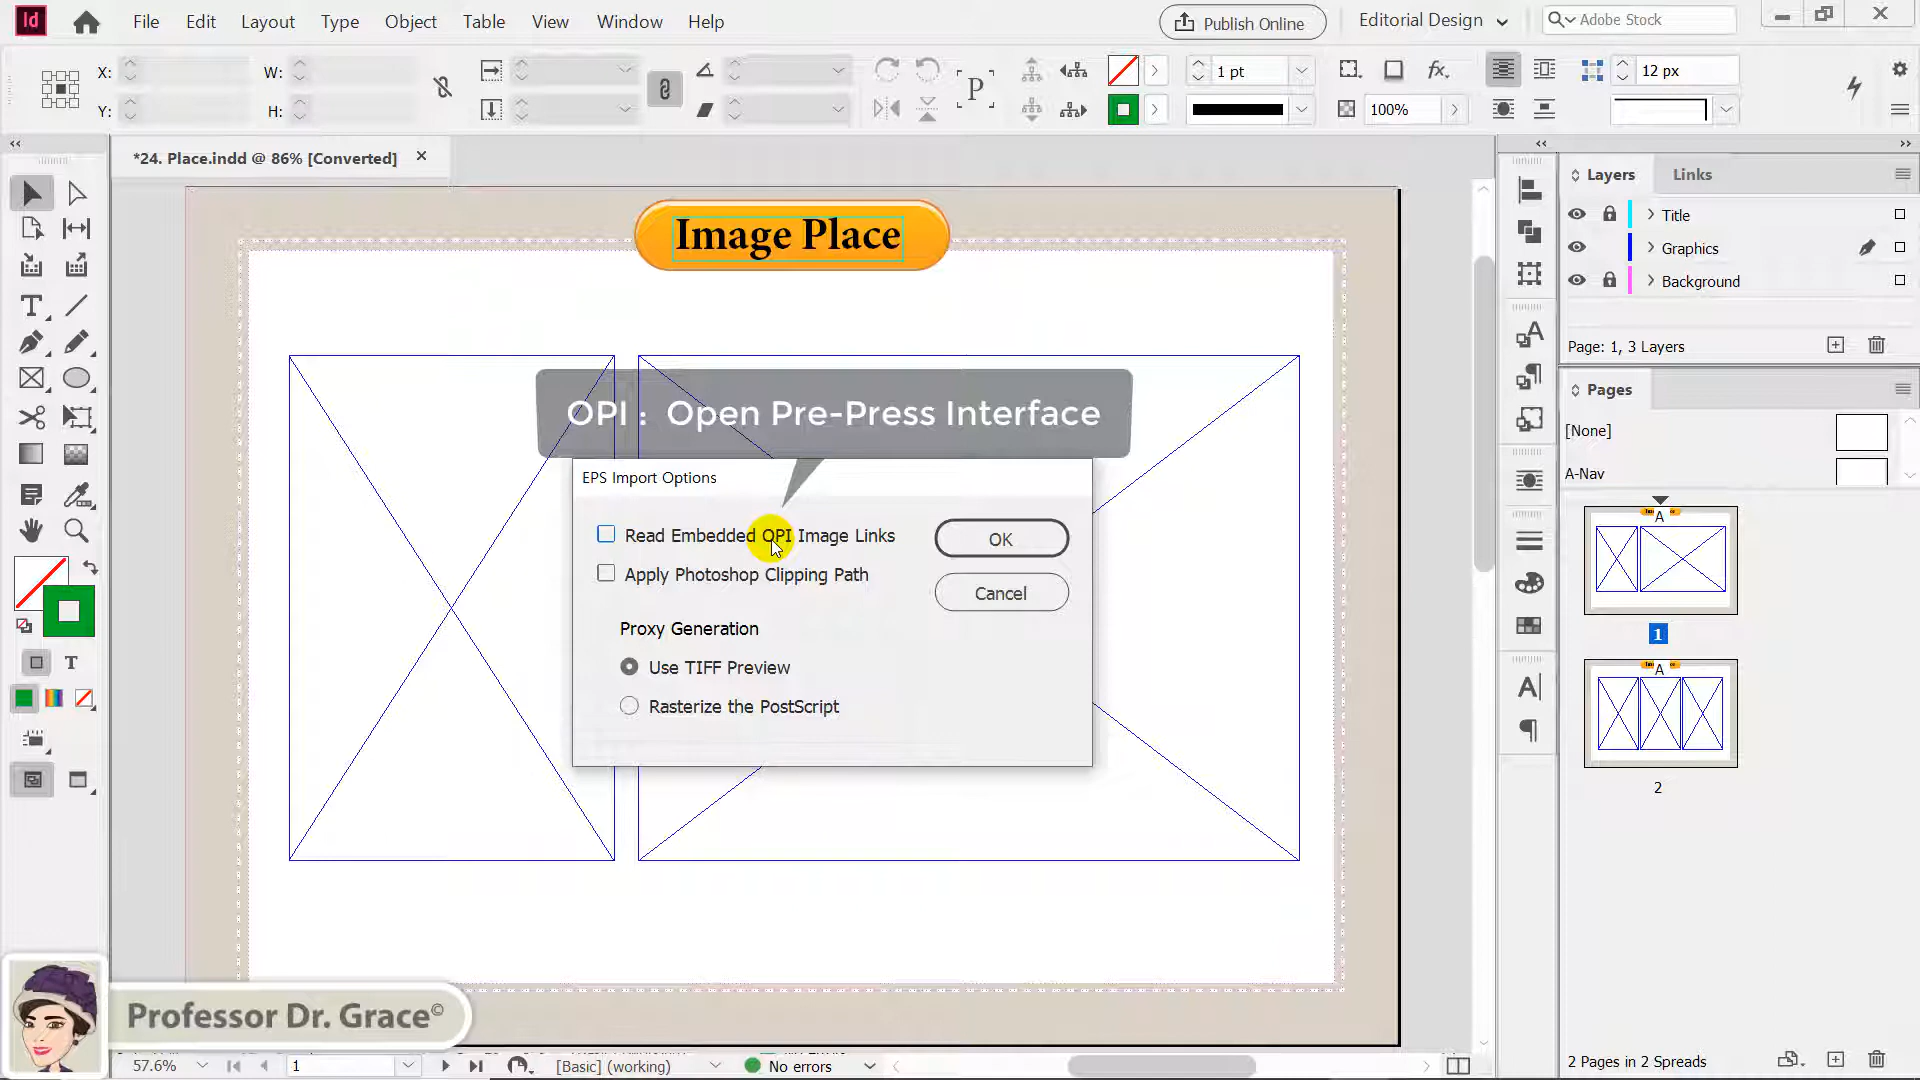 Id
File Edit Layout Type Object Table View Window Help
Publish Online
Editorial Design
Adobe Stock
X:
W:
1 pt
fx.
12 px
Y:
H:
P
100%
*24. Place.indd @ 86% [Converted]
Image Place
OPI : Open Pre-Press Interface
EPS Import Options
Read Embedded OPI Image Links
OK
Apply Photoshop Clipping Path
Cancel
Proxy Generation
Use TIFF Preview
Rasterize the PostScript
Layers Links
Title
Graphics
Background
Page: 1, 3 Layers
Pages
[None]
A-Nav
A
1
A
2
2 Pages in 2 Spreads
Professor Dr. Grace©
57.6%
1
[Basic] (working)
No errors